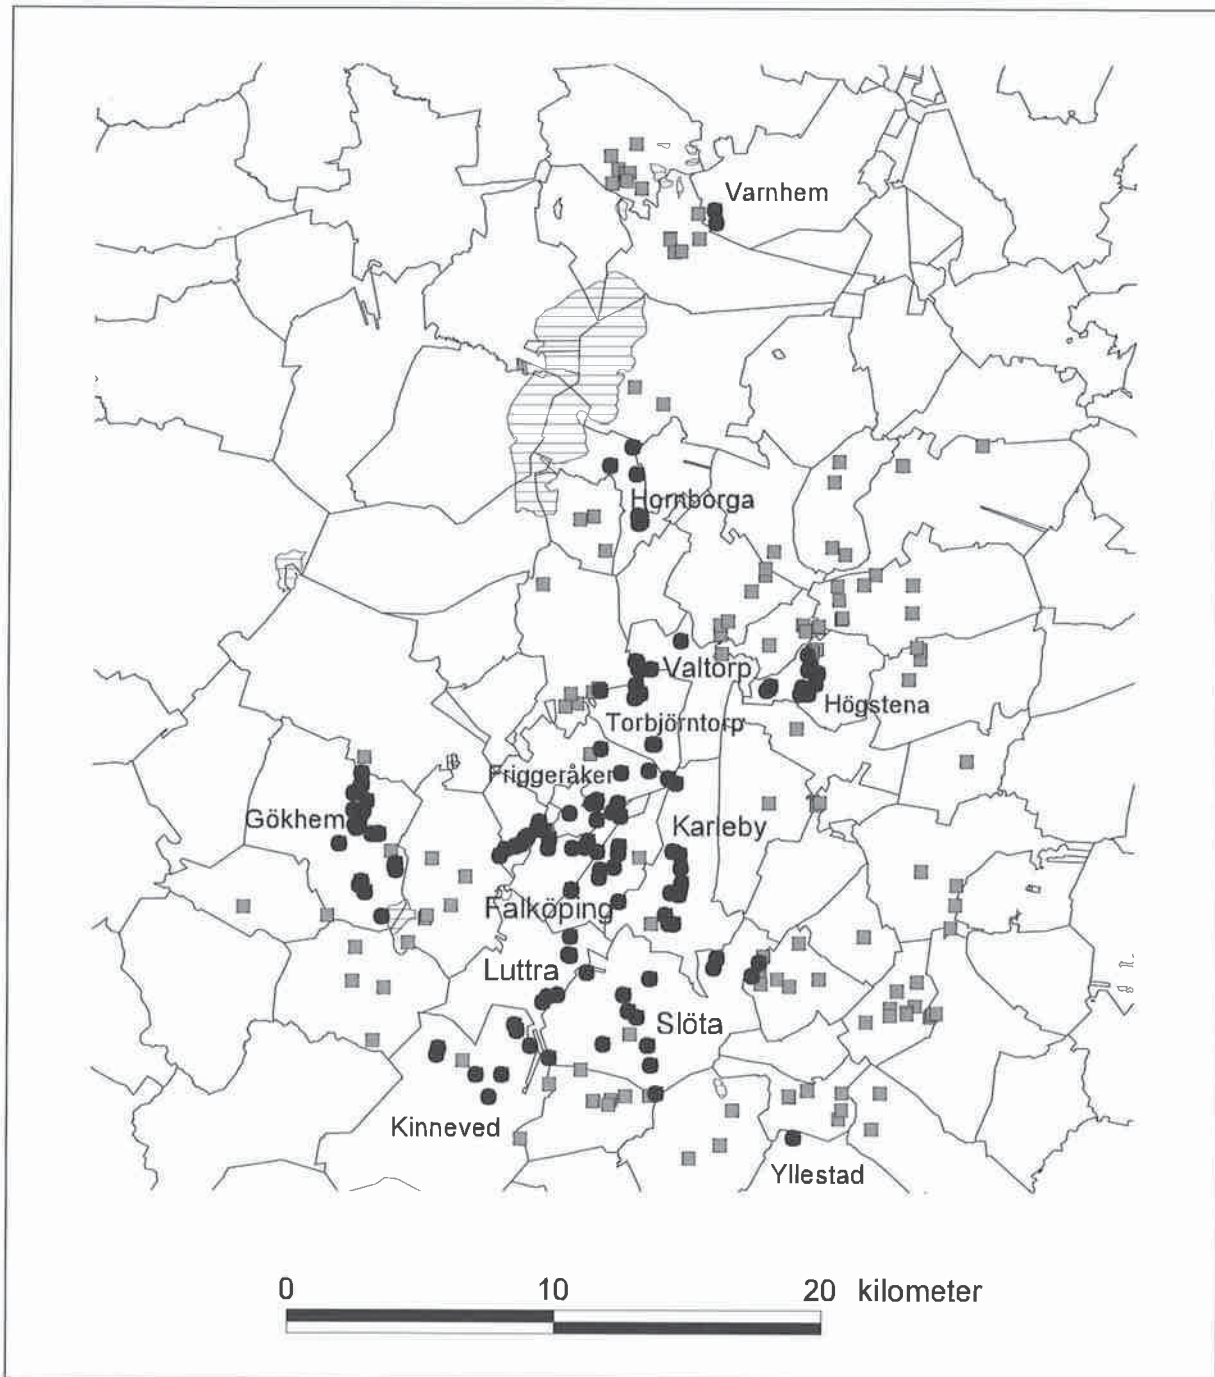 Varnhem
Hornborga
Valtorp
Högstena
Torbjörntorp
Friggeråker
Gökhem
Karleby
Falköping
Luttra
Slöta
Kinneved
Yllestad
0 10 20 kilometer